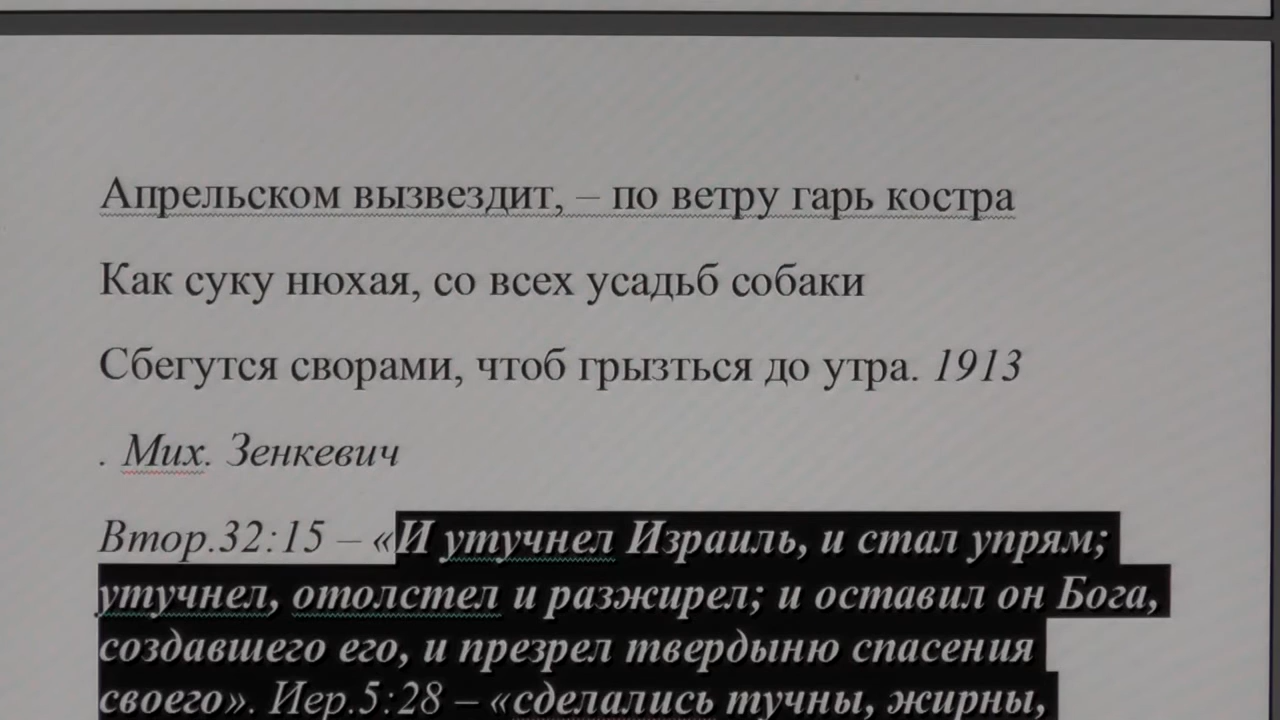 Апрельском вызвездит, – по ветру гарь костра
Как суку нюхая, со всех усадьб собаки
Сбегутся сворами, чтоб грызться до утра. 1913
. Мих. Зенкевич
Втор.32:15 – «И утучнел Израиль, и стал упрям;
утучнел, отолстел и разжирел; и оставил он Бога,
создавшего его, и презрел твердыню спасения
своего». Иер.5:28 – «сделались тучны, жирны,